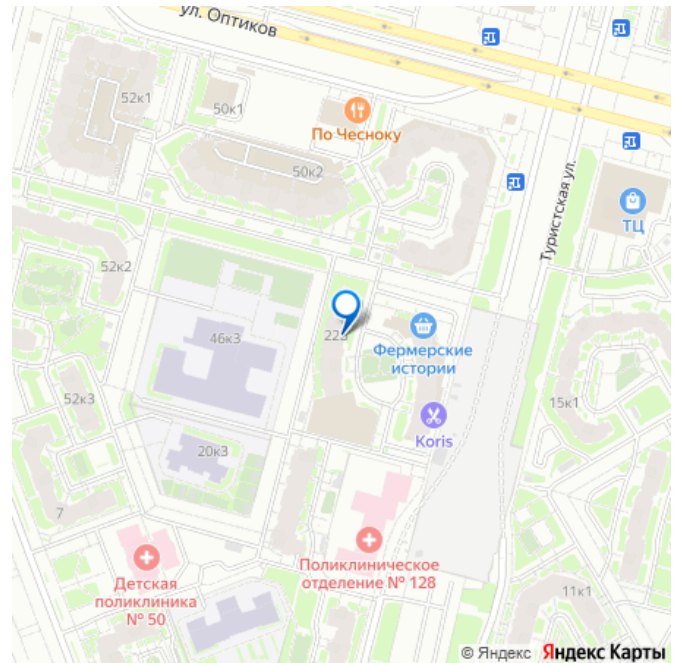 ул. Оптиков
52к1
50к1
По Чесноку
50к2
Туристская ул.
ТЦ
52к2
46к3
Фермерские
истории
52к3
15к1
Koris
20к3
7
Поликлиническое
отделение № 128
Детская
поликлиника
№ 50
11к1
© Яндекс Яндекс Карты